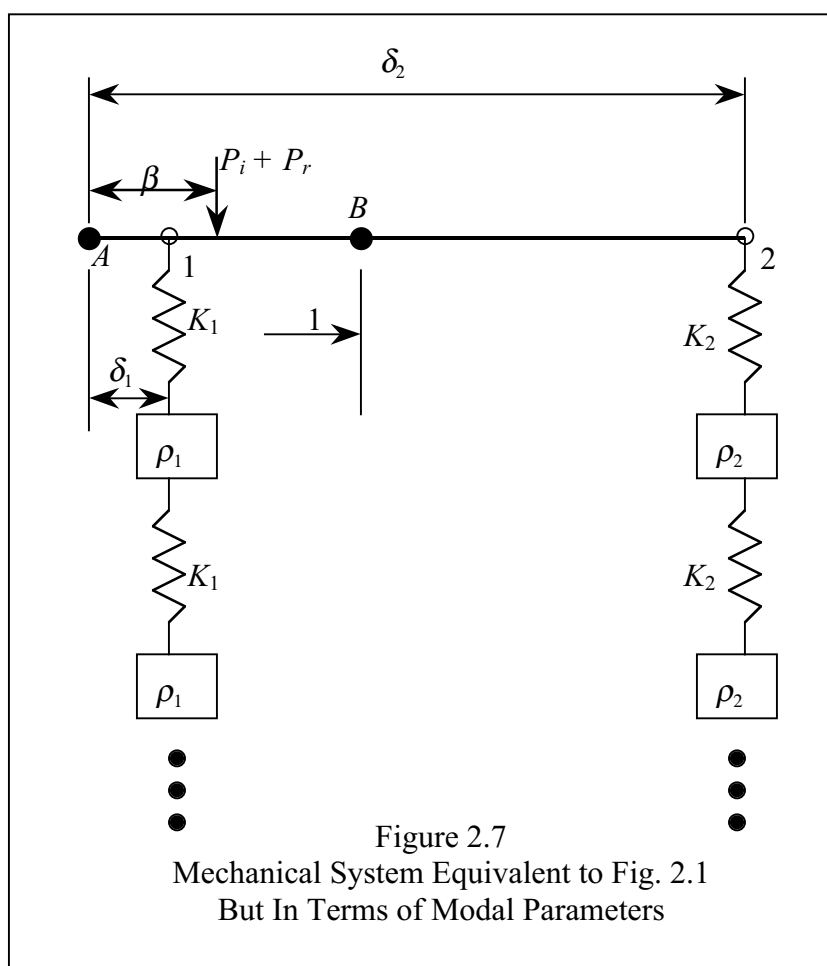 δ₂
Pᵢ + Pᵣ
β
B
A
1
2
K₁
1
K₂
δ₁
ρ₁
ρ₂
K₁
K₂
ρ₁
ρ₂
Figure 2.7
Mechanical System Equivalent to Fig. 2.1
But In Terms of Modal Parameters